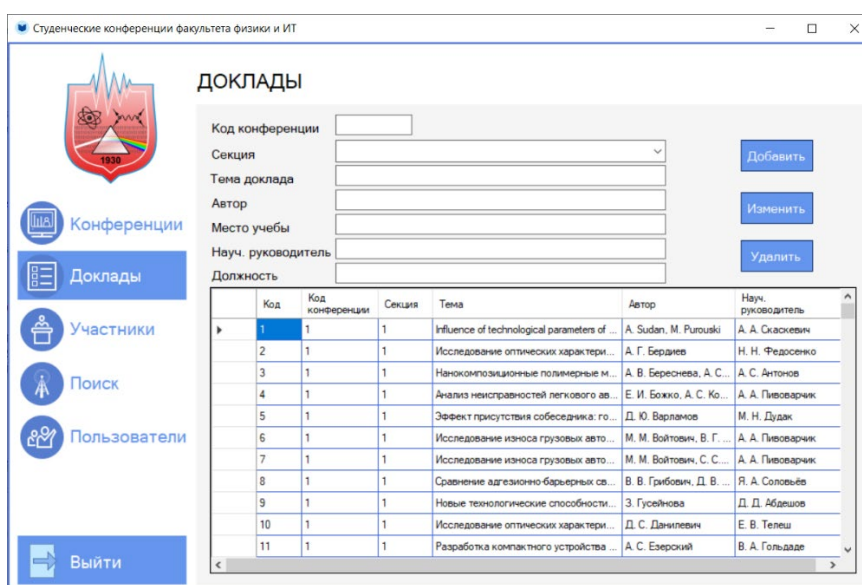 Студенческие конференции факультета физики и ИТ
1930
Конференции
Доклады
Участники
Поиск
Пользователи
Выйти
ДОКЛАДЫ
Код конференции
Секция
Тема доклада
Автор
Место учебы
Науч. руководитель
Должность
Добавить
Изменить
Удалить
Код Код конференции Секция Тема Автор Науч. руководитель
1 1 1 Influence of technological parameters of ... A. Sudan, M. Purouski А. А. Скаскевич
2 1 1 Исследование оптических характери... А. Г. Бердиев Н. Н. Федосенко
3 1 1 Нанокомпозиционные полимерные м... А. В. Береснева, А. С... А. С. Антонов
4 1 1 Анализ неисправностей легкового ав... Е. И. Божко, А. С. Ко... А. А. Пивоварчик
5 1 1 Эффект присутствия собеседника: го... Д. Ю. Варламов М. Н. Дудак
6 1 1 Исследование износа грузовых авто... М. М. Войтович, В. Г. ... А. А. Пивоварчик
7 1 1 Исследование износа грузовых авто... М. М. Войтович, С. С.... А. А. Пивоварчик
8 1 1 Сравнение адгезионно-барьерных св... В. В. Грибович, Д. В. ... Я. А. Соловьёв
9 1 1 Новые технологические способности... З. Гусейнова Д. Д. Абдешов
10 1 1 Исследование оптических характери... Д. С. Данилевич Е. В. Телеш
11 1 1 Разработка компактного устройства ... А. С. Езерский В. А. Гольдаде